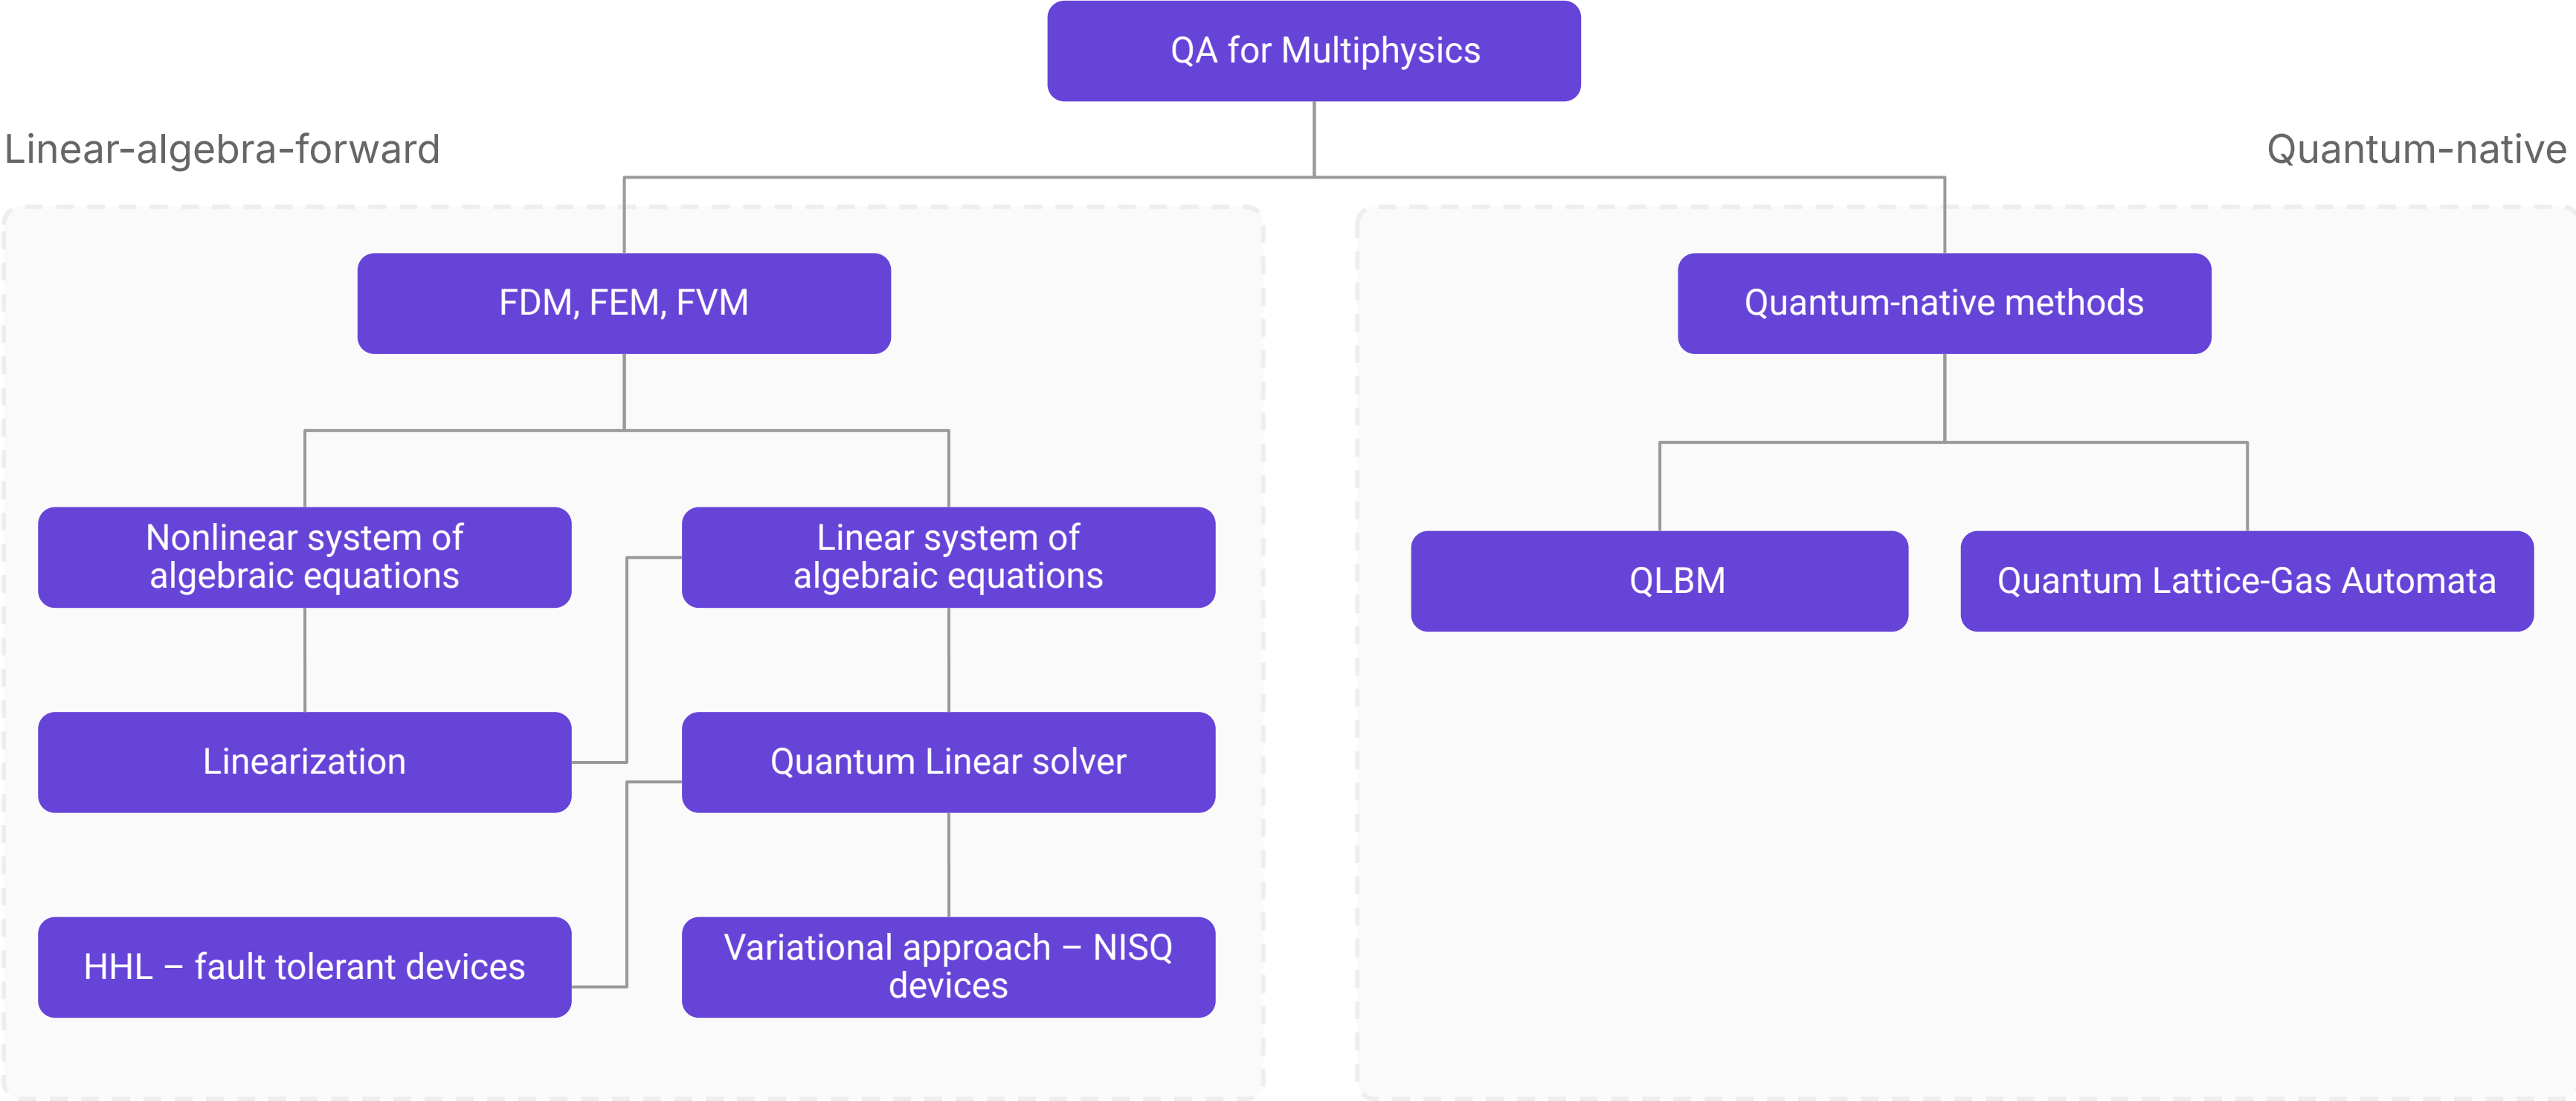 QA for Multiphysics
Linear-algebra-forward
Quantum-native
FDM, FEM, FVM
Quantum-native methods
Nonlinear system of
algebraic equations
Linear system of
algebraic equations
QLBM
Quantum Lattice-Gas Automata
Linearization
Quantum Linear solver
HHL – fault tolerant devices
Variational approach – NISQ
devices